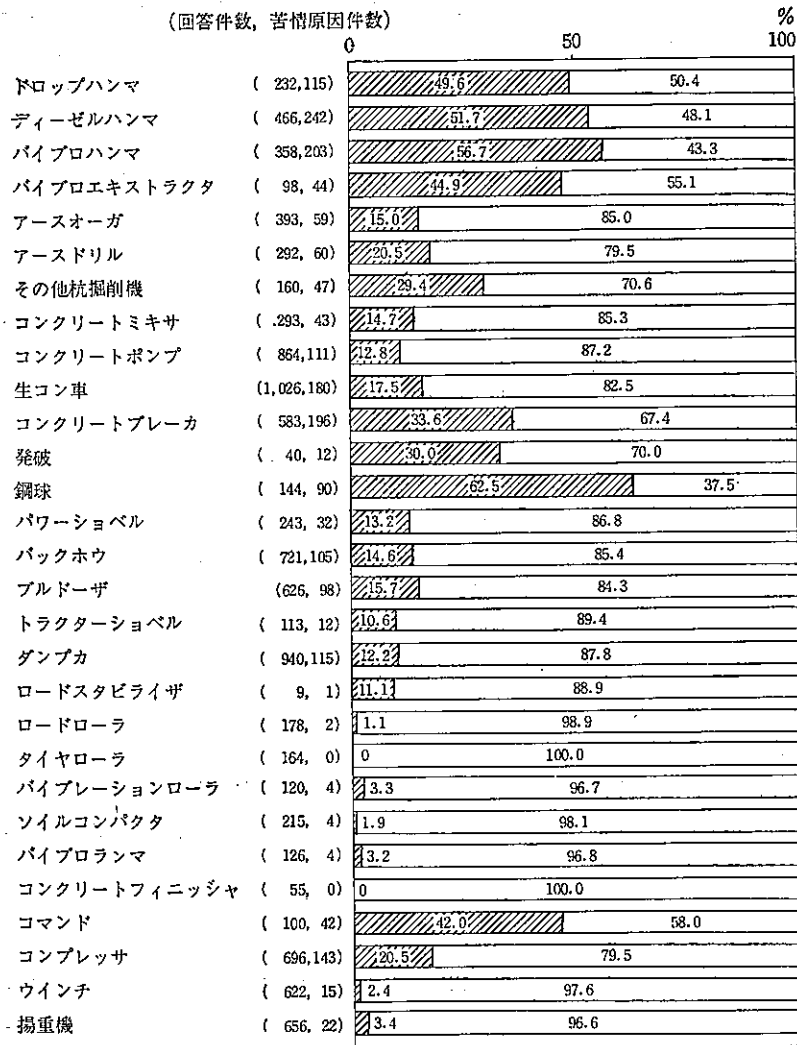 (回答件数, 苦情原因件数)
%
0 50 100
ドロップハンマ ( 232,115) 49.6 50.4
ディーゼルハンマ ( 466,242) 51.7 48.1
バイブロハンマ ( 358,203) 56.7 43.3
バイブロエキストラクタ ( 98, 44) 44.9 55.1
アースオーガ ( 393, 59) 15.0 85.0
アースドリル ( 292, 60) 20.5 79.5
その他杭掘削機 ( 160, 47) 29.4 70.6
コンクリートミキサ ( 293, 43) 14.7 85.3
コンクリートポンプ ( 864,111) 12.8 87.2
生コン車 (1,026,180) 17.5 82.5
コンクリートブレーカ ( 583,196) 33.6 67.4
発破 ( 40, 12) 30.0 70.0
鋼球 ( 144, 90) 62.5 37.5
パワーショベル ( 243, 32) 13.2 86.8
バックホウ ( 721,105) 14.6 85.4
ブルドーザ (626, 98) 15.7 84.3
トラクターショベル ( 113, 12) 10.6 89.4
ダンプカ ( 940,115) 12.2 87.8
ロードスタビライザ ( 9, 1) 11.1 88.9
ロードローラ ( 178, 2) 1.1 98.9
タイヤローラ ( 164, 0) 0 100.0
バイブレーションローラ ( 120, 4) 3.3 96.7
ソイルコンパクタ ( 215, 4) 1.9 98.1
バイブロランマ ( 126, 4) 3.2 96.8
コンクリートフィニッシャ ( 55, 0) 0 100.0
コマンド ( 100, 42) 42.0 58.0
コンプレッサ ( 696,143) 20.5 79.5
ウインチ ( 622, 15) 2.4 97.6
揚重機 ( 656, 22) 3.4 96.6